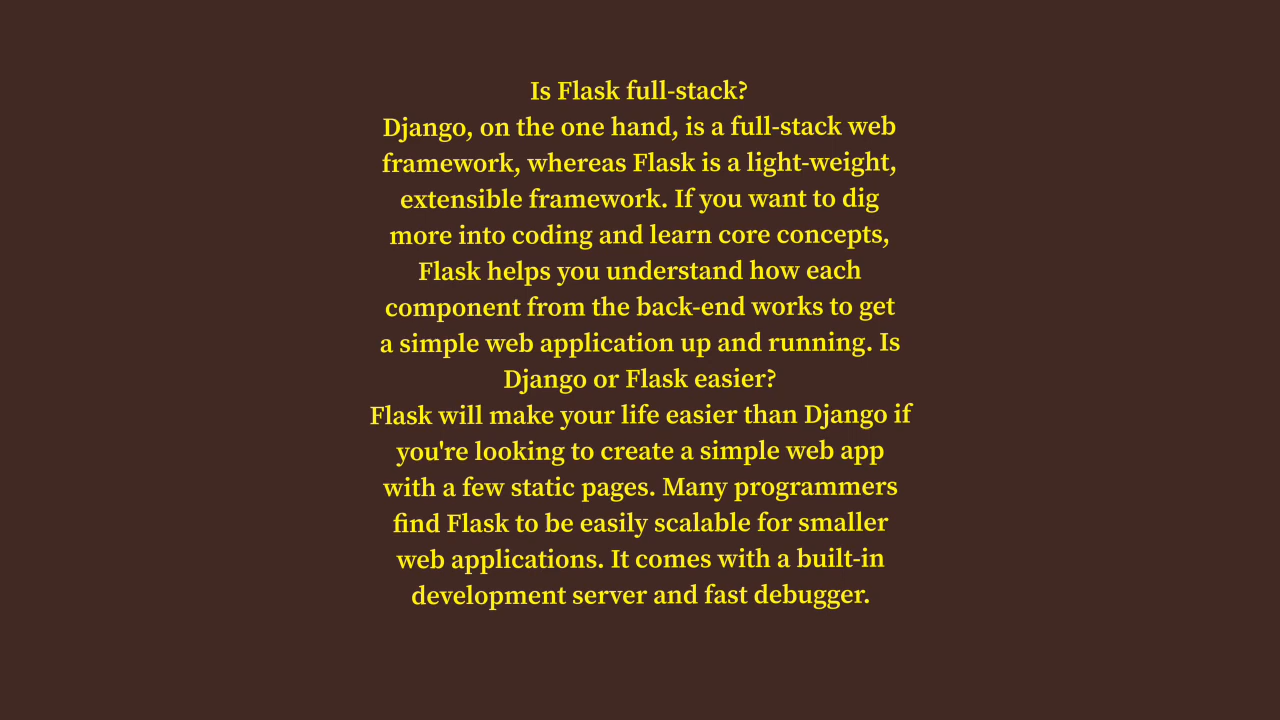 Is Flask full-stack?
Django, on the one hand, is a full-stack web
framework, whereas Flask is a light-weight,
extensible framework. If you want to dig
more into coding and learn core concepts,
Flask helps you understand how each
component from the back-end works to get
a simple web application up and running. Is
Django or Flask easier?
Flask will make your life easier than Django if
you're looking to create a simple web app
with a few static pages. Many programmers
find Flask to be easily scalable for smaller
web applications. It comes with a built-in
development server and fast debugger.